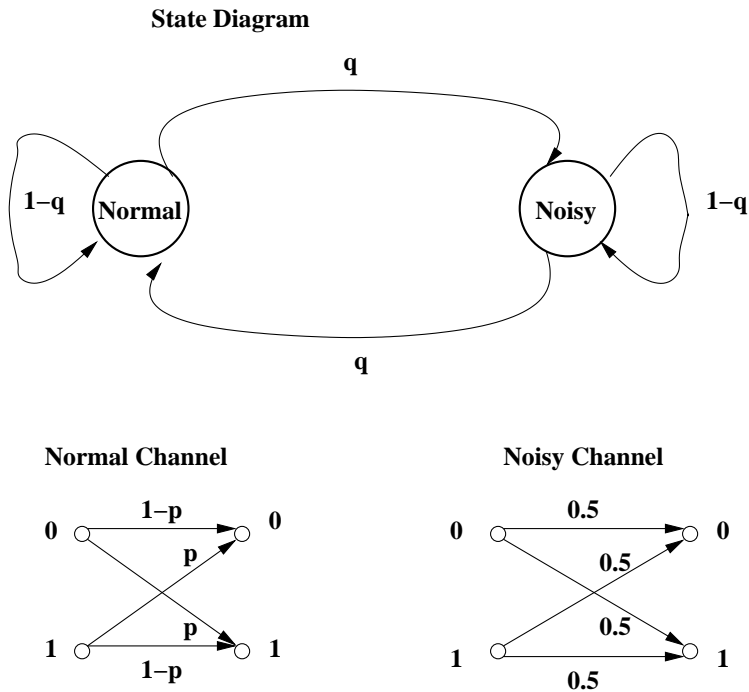 State Diagram
q
1−q
Normal
Noisy
1−q
q
Normal Channel
Noisy Channel
0
1−p
0
p
p
1
1
1−p
0
0.5
0
0.5
0.5
1
1
0.5